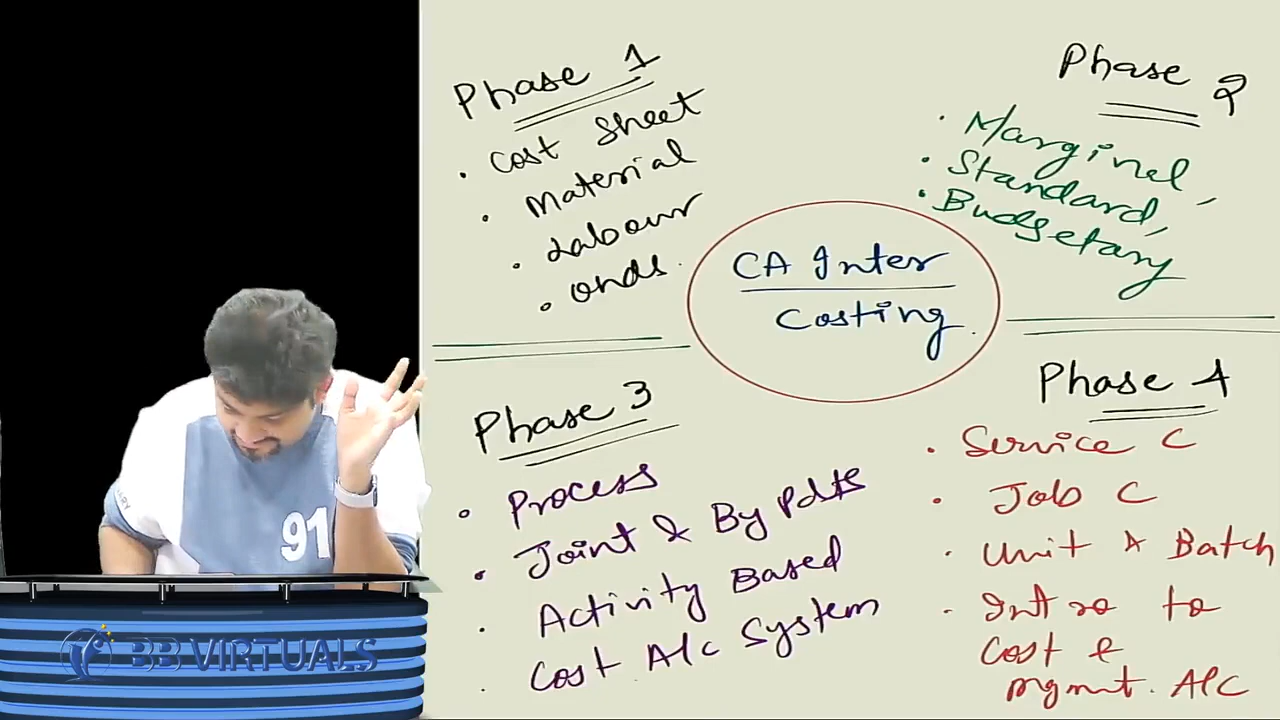 Phase 1
• Cost Sheet
• Material
• Labour
• OHDs.
Phase 2
• Marginal,
• Standard,
• Budgetary
CA Inter
Costing
Phase 3
• Process
• Joint & By Pdts
• Activity Based
• Cost A/c System
Phase 4
• Service C
• Job C
• Unit & Batch
• Intro to
Cost &
Mgmt. A/C
91
BB VIRTUALS